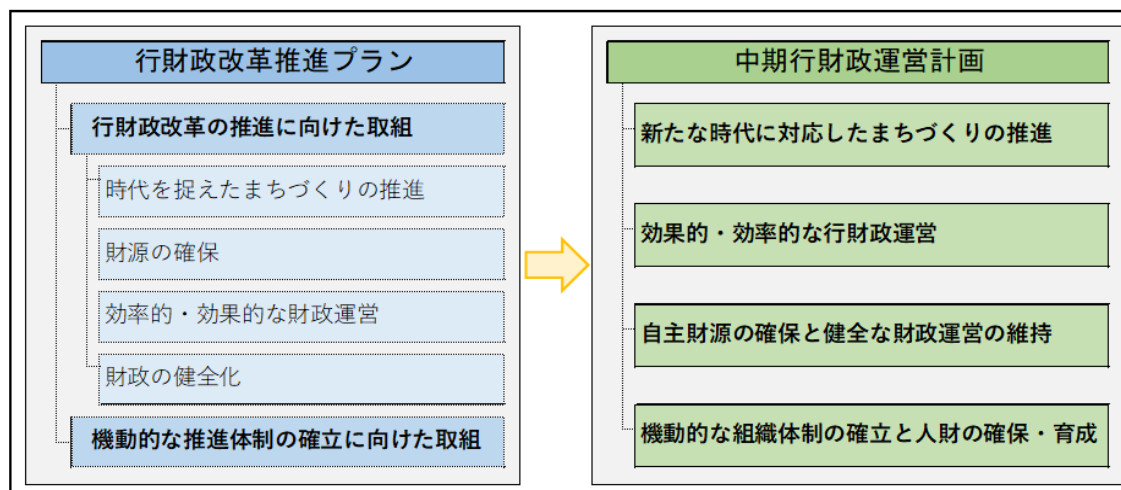 行財政改革推進プラン
行財政改革の推進に向けた取組
時代を捉えたまちづくりの推進
財源の確保
効率的・効果的な財政運営
財政の健全化
機動的な推進体制の確立に向けた取組
中期行財政運営計画
新たな時代に対応したまちづくりの推進
効果的・効率的な行財政運営
自主財源の確保と健全な財政運営の維持
機動的な組織体制の確立と人財の確保・育成